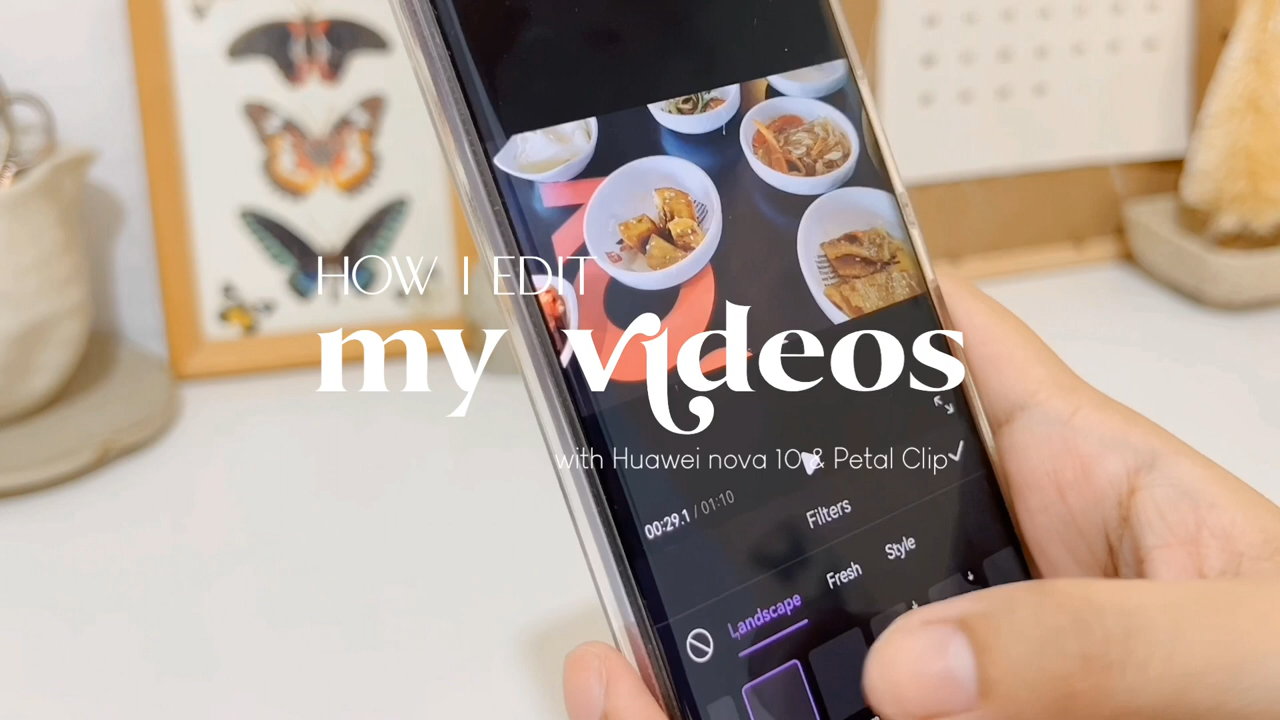 HOW I EDIT
my videos
with Huawei nova 10 & Petal Clip
00:29.1 / 01:10
Filters
Landscape Fresh Style